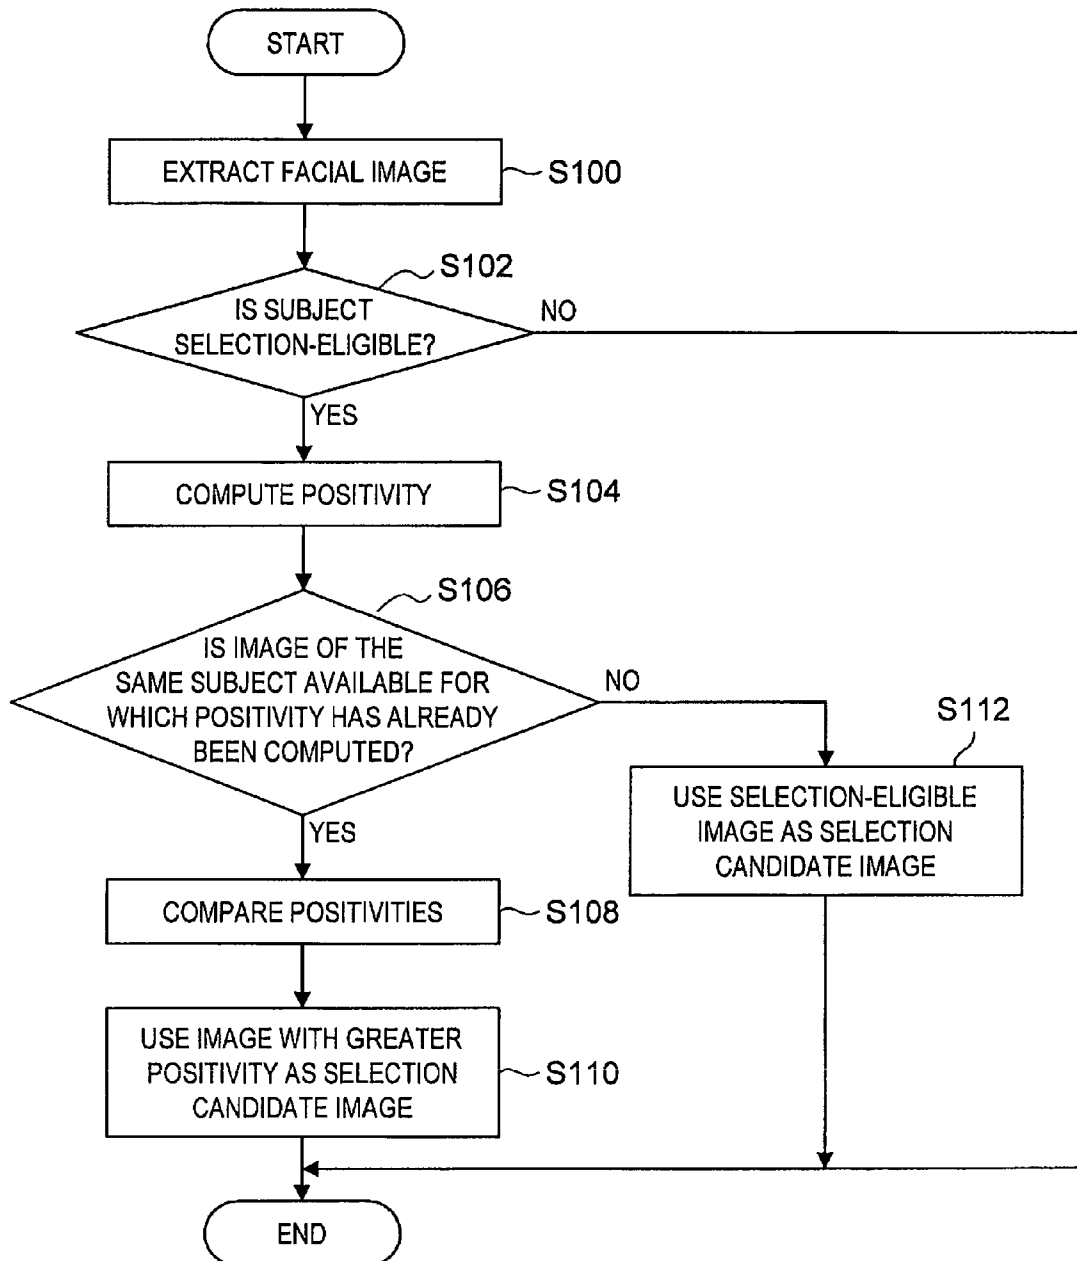 START
EXTRACT FACIAL IMAGE
S100
S102
IS SUBJECT
SELECTION-ELIGIBLE?
NO
YES
COMPUTE POSITIVITY
S104
S106
IS IMAGE OF THE
SAME SUBJECT AVAILABLE FOR
WHICH POSITIVITY HAS ALREADY
BEEN COMPUTED?
NO
YES
S112
USE SELECTION-ELIGIBLE
IMAGE AS SELECTION
CANDIDATE IMAGE
COMPARE POSITIVITIES
S108
USE IMAGE WITH GREATER
POSITIVITY AS SELECTION
CANDIDATE IMAGE
S110
END